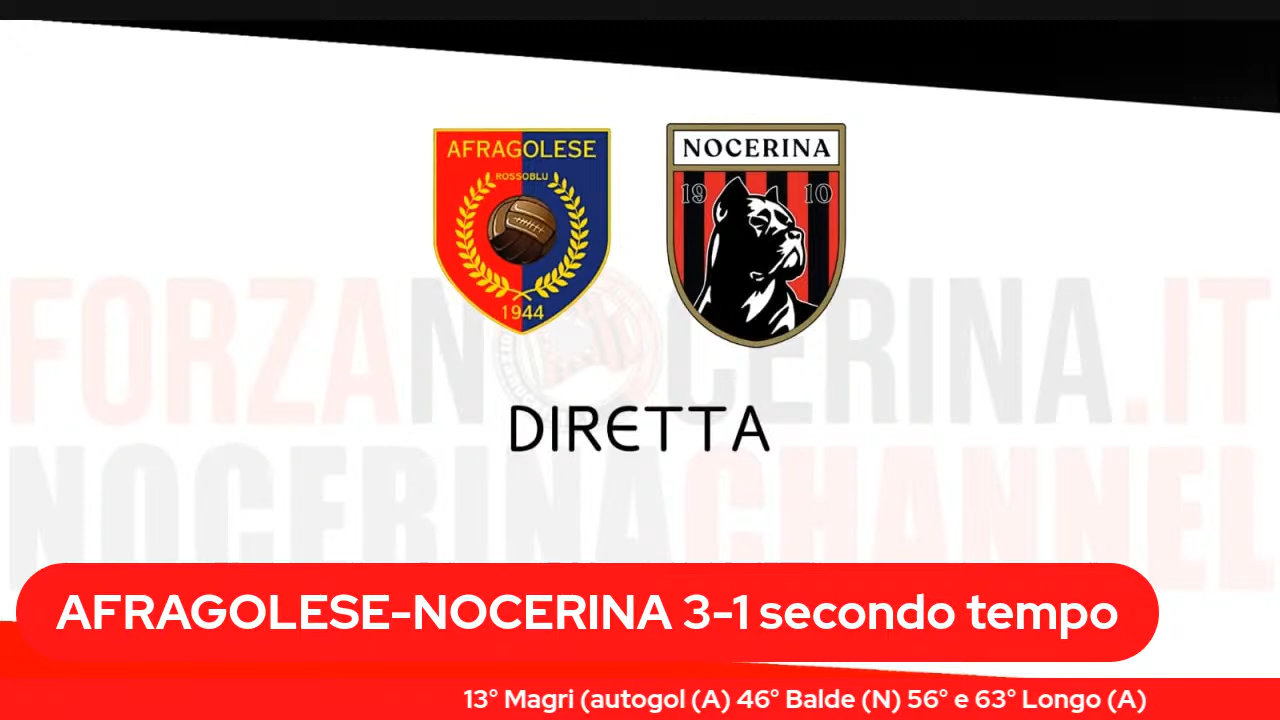 AFRAGOLESE
ROSSOBLU
1944
NOCERINA
19 10
FORZANOCERINA.IT
DIRETTA
NOCERINACHANNEL
AFRAGOLESE-NOCERINA 3-1 secondo tempo
13° Magri (autogol (A) 46° Balde (N) 56° e 63° Longo (A)